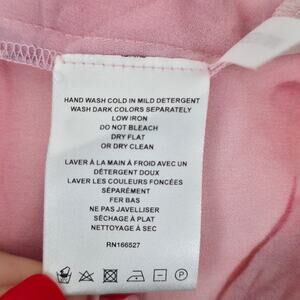 HAND WASH COLD IN MILD DETERGENT
WASH DARK COLORS SEPARATELY
LOW IRON
DO NOT BLEACH
DRY FLAT
OR DRY CLEAN
LAVER À LA MAIN À FROID AVEC UN
DÉTERGENT DOUX
LAVER LES COULEURS FONCÉES
SÉPARÉMENT
FER BAS
NE PAS JAVELLISER
SÉCHAGE À PLAT
NETTOYAGE À SEC
RN166527
P